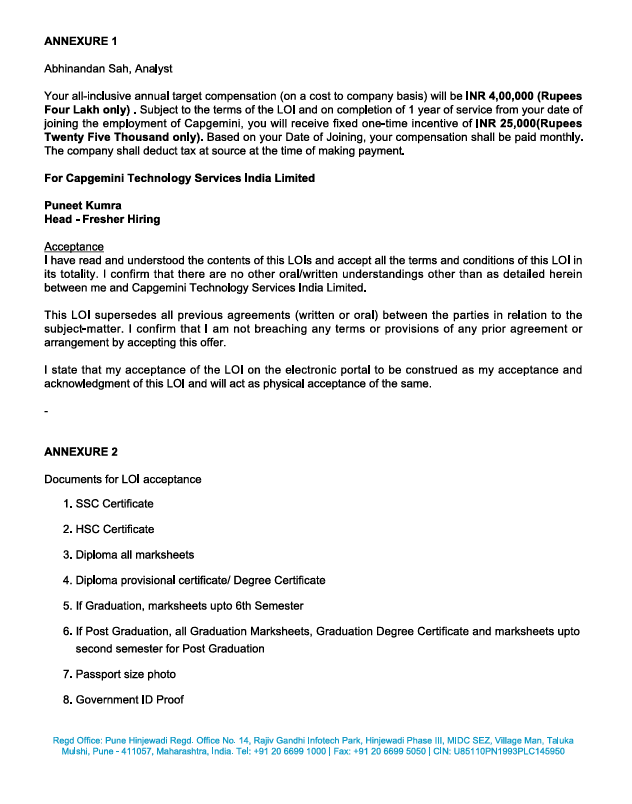 ANNEXURE 1
Abhinandan Sah, Analyst
Your all-inclusive annual target compensation (on a cost to company basis) will be INR 4,00,000 (Rupees
Four Lakh only) . Subject to the terms of the LOI and on completion of 1 year of service from your date of
joining the employment of Capgemini, you will receive fixed one-time incentive of INR 25,000(Rupees
Twenty Five Thousand only). Based on your Date of Joining, your compensation shall be paid monthly.
The company shall deduct tax at source at the time of making payment.
For Capgemini Technology Services India Limited
Puneet Kumra
Head - Fresher Hiring
Acceptance
I have read and understood the contents of this LOIs and accept all the terms and conditions of this LOI in
its totality. I confirm that there are no other oral/written understandings other than as detailed herein
between me and Capgemini Technology Services India Limited.
This LOI supersedes all previous agreements (written or oral) between the parties in relation to the
subject-matter. I confirm that I am not breaching any terms or provisions of any prior agreement or
arrangement by accepting this offer.
I state that my acceptance of the LOI on the electronic portal to be construed as my acceptance and
acknowledgment of this LOI and will act as physical acceptance of the same.
-
ANNEXURE 2
Documents for LOI acceptance
1. SSC Certificate
2. HSC Certificate
3. Diploma all marksheets
4. Diploma provisional certificate/ Degree Certificate
5. If Graduation, marksheets upto 6th Semester
6. If Post Graduation, all Graduation Marksheets, Graduation Degree Certificate and marksheets upto
second semester for Post Graduation
7. Passport size photo
8. Government ID Proof
Regd Office: Pune Hinjewadi Regd. Office No. 14, Rajiv Gandhi Infotech Park, Hinjewadi Phase III, MIDC SEZ, Village Man, Taluka
Mulshi, Pune - 411057, Maharashtra, India. Tel: +91 20 6699 1000 | Fax: +91 20 6699 5050 | CIN: U85110PN1993PLC145950